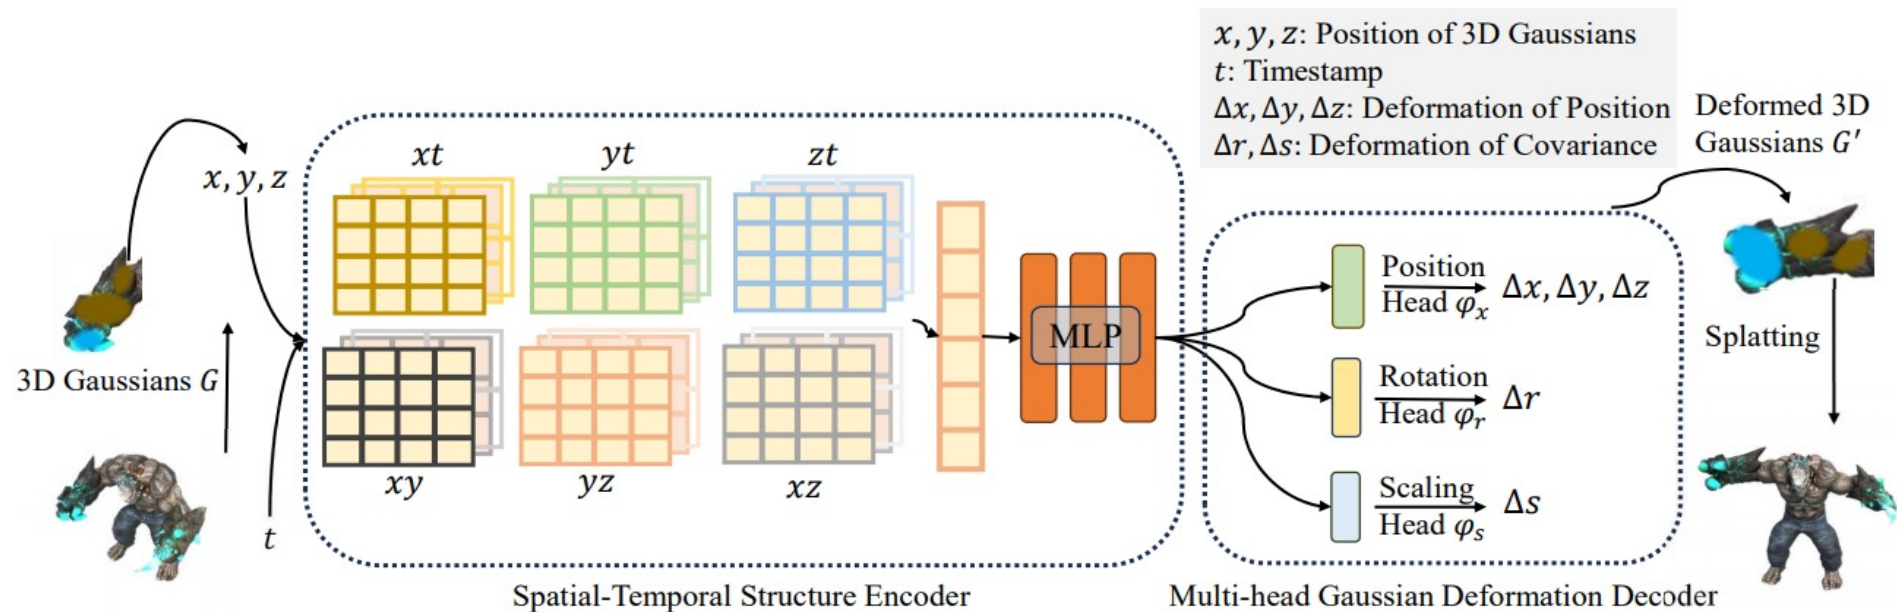 x, y, z: Position of 3D Gaussians
t: Timestamp
Δx, Δy, Δz: Deformation of Position
Δr, Δs: Deformation of Covariance
Deformed 3D
Gaussians G′
x, y, z
xt
yt
zt
3D Gaussians G
MLP
Position
Head φx
Δx, Δy, Δz
Rotation
Head φr
Δr
Scaling
Head φs
Δs
Splatting
xy
yz
xz
t
Spatial-Temporal Structure Encoder
Multi-head Gaussian Deformation Decoder